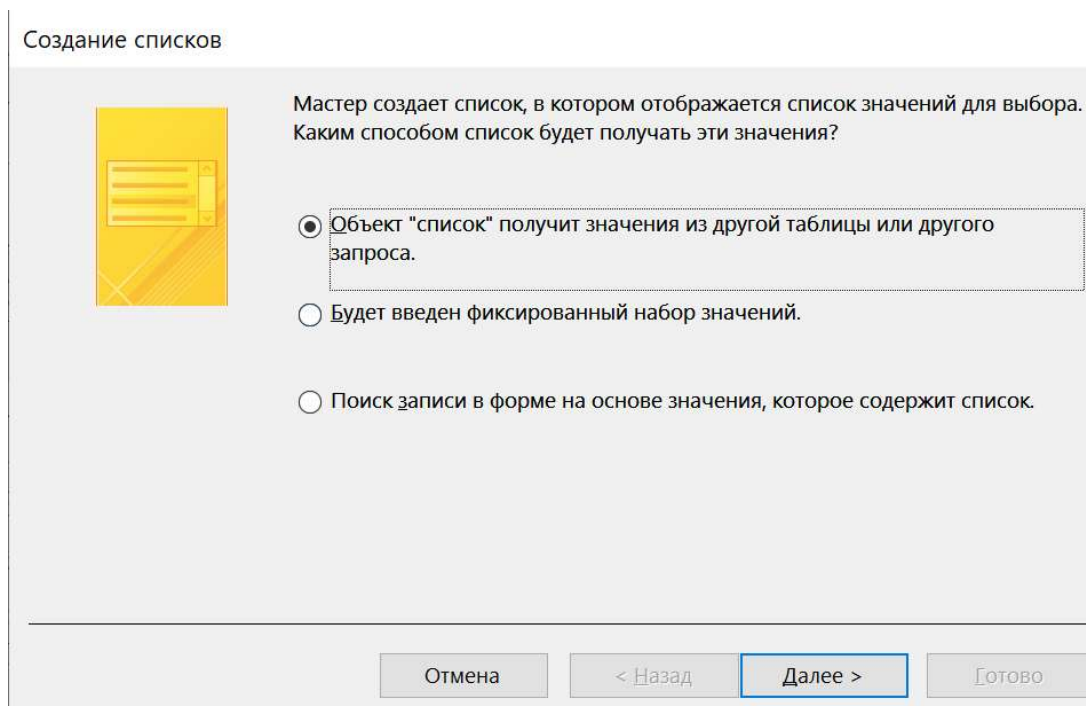 Создание списков
Мастер создает список, в котором отображается список значений для выбора.
Каким способом список будет получать эти значения?
Объект "список" получит значения из другой таблицы или другого
запроса.
Будет введен фиксированный набор значений.
Поиск записи в форме на основе значения, которое содержит список.
Отмена < Назад Далее > Готово